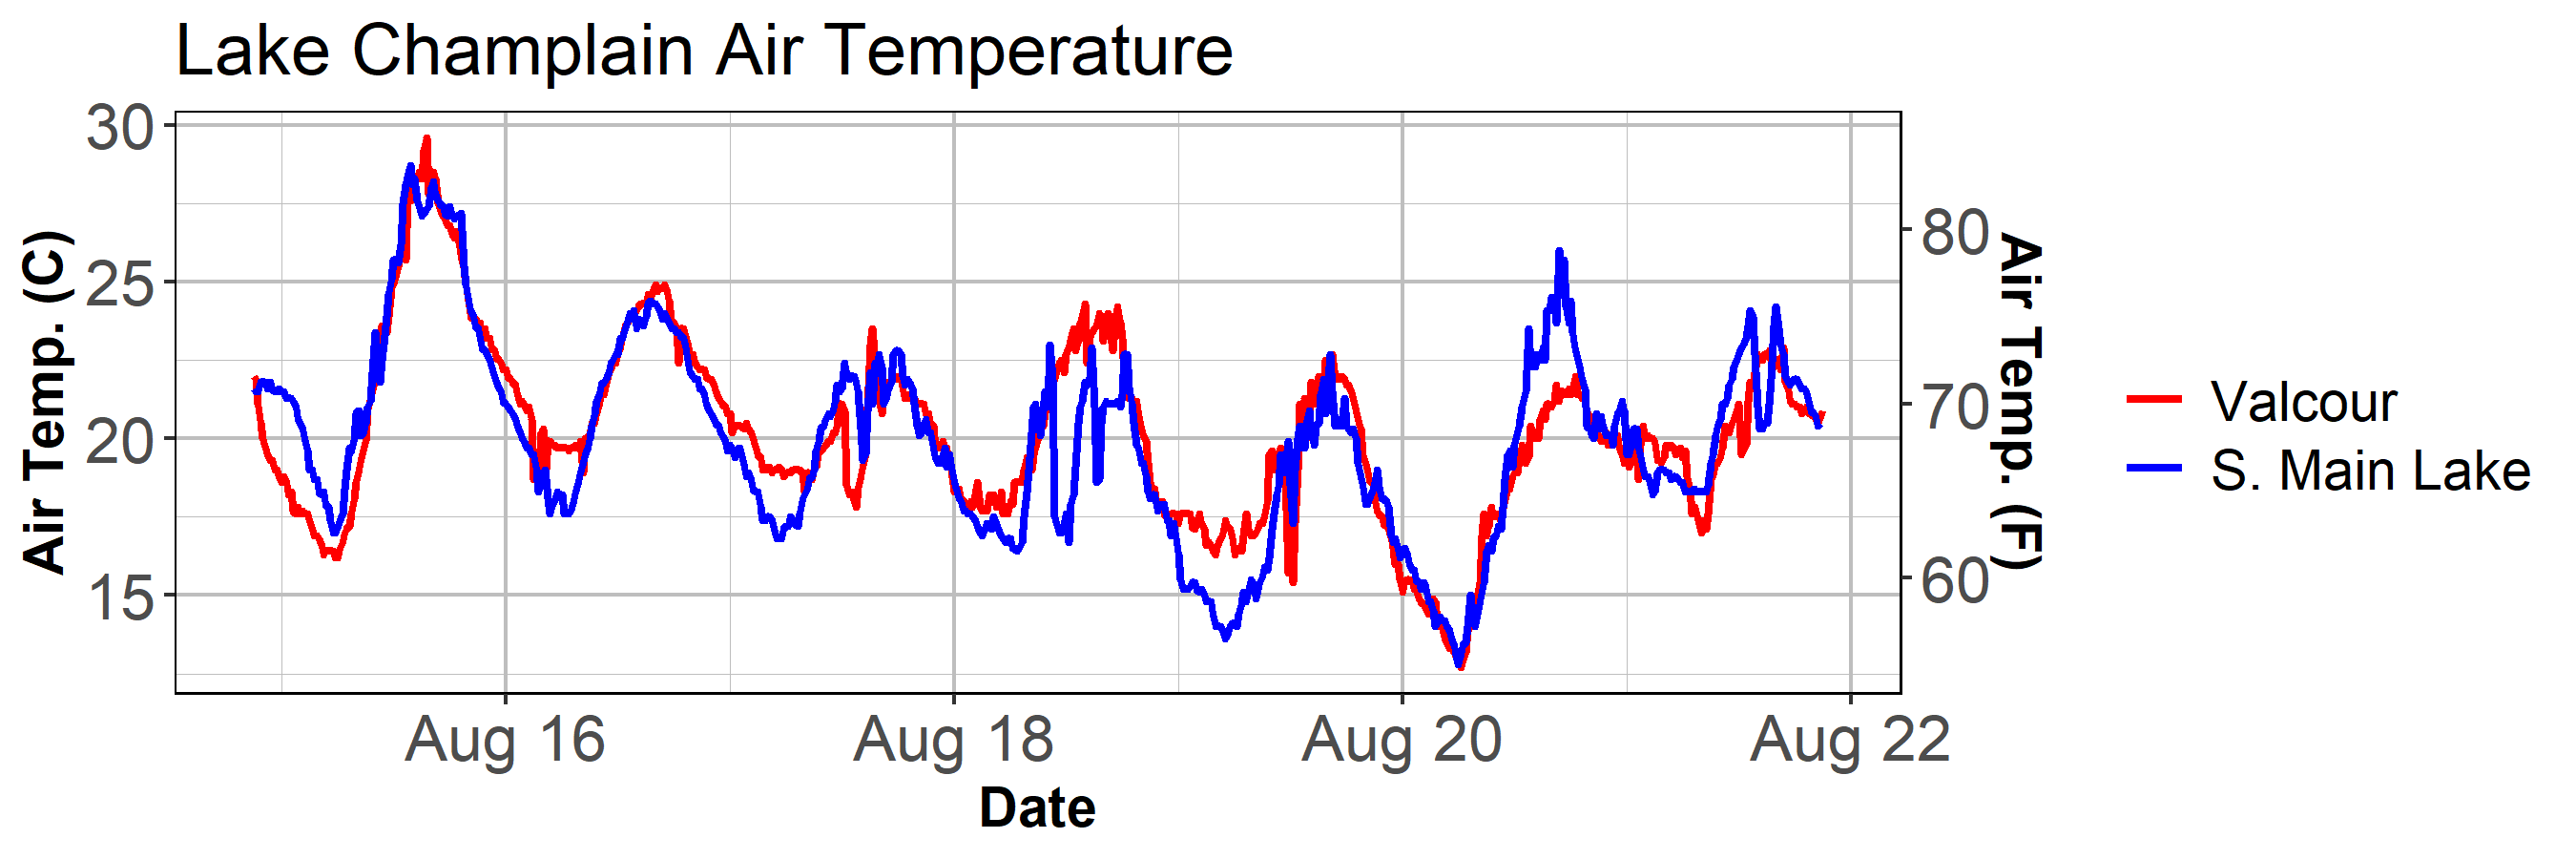 Lake Champlain Air Temperature
30
25
20
15
Air Temp. (C)
80
70
60
Air Temp. (F)
Aug 16
Aug 18
Aug 20
Aug 22
Date
Valcour
S. Main Lake